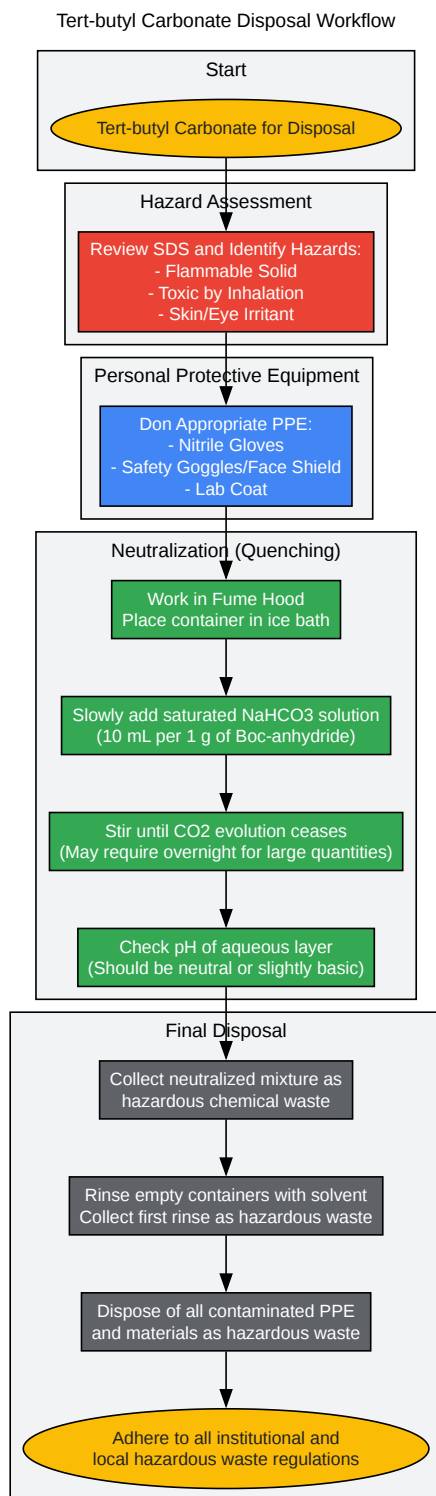 Tert-butyl Carbonate Disposal Workflow
Start
Tert-butyl Carbonate for Disposal
Hazard Assessment
Review SDS and Identify Hazards:
- Flammable Solid
- Toxic by Inhalation
- Skin/Eye Irritant
Personal Protective Equipment
Don Appropriate PPE:
- Nitrile Gloves
- Safety Goggles/Face Shield
- Lab Coat
Neutralization (Quenching)
Work in Fume Hood
Place container in ice bath
Slowly add saturated NaHCO3 solution
(10 mL per 1 g of Boc-anhydride)
Stir until CO2 evolution ceases
(May require overnight for large quantities)
Check pH of aqueous layer
(Should be neutral or slightly basic)
Final Disposal
Collect neutralized mixture as
hazardous chemical waste
Rinse empty containers with solvent
Collect first rinse as hazardous waste
Dispose of all contaminated PPE
and materials as hazardous waste
Adhere to all institutional and
local hazardous waste regulations